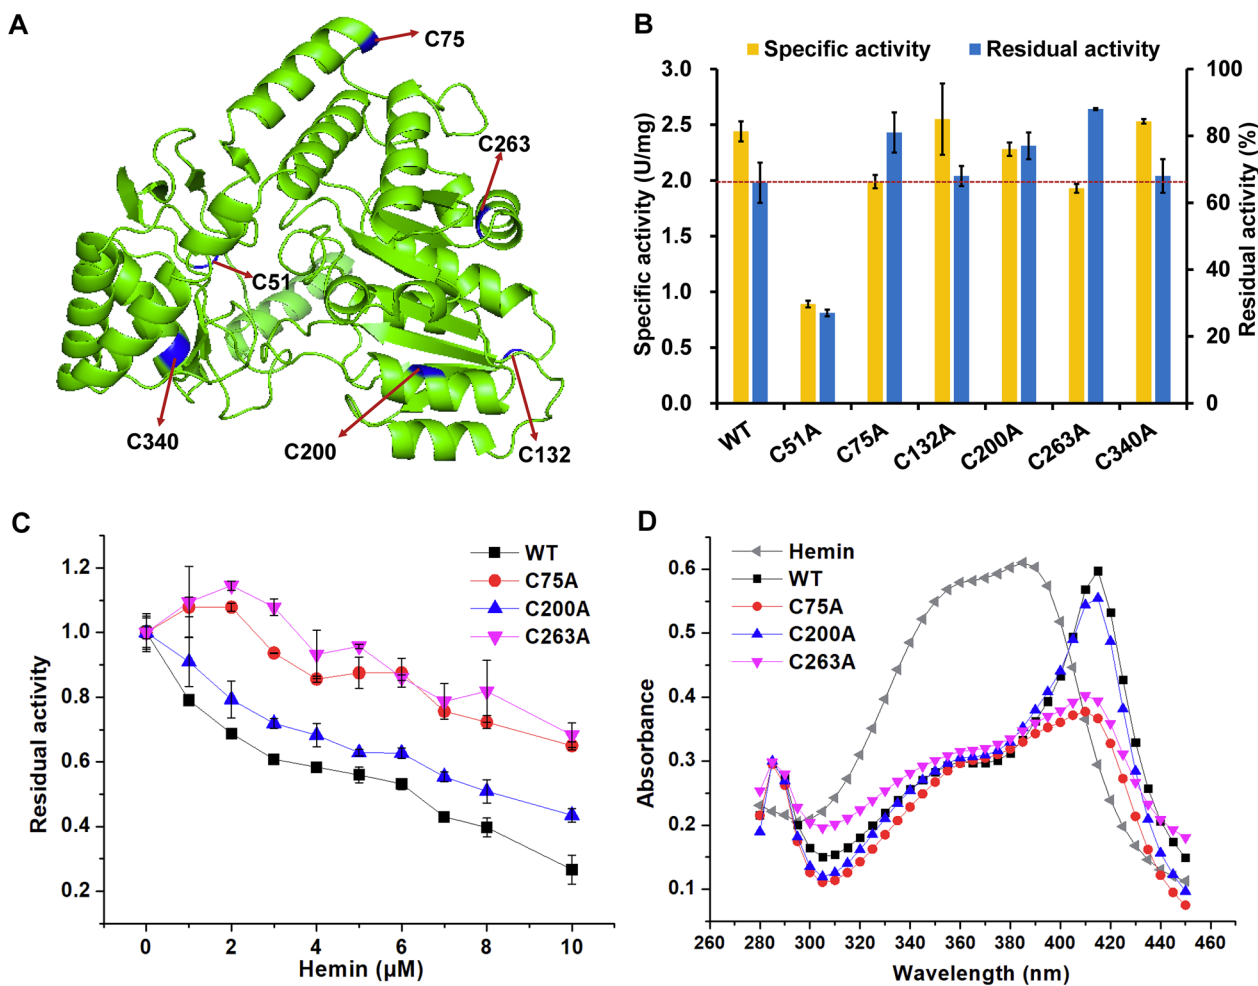 A
C75
C263
C51
C340
C200
C132
B
Specific activity
Residual activity
Specific activity (U/mg)
3.0
2.5
2.0
1.5
1.0
0.5
0.0
100
80
60
40
20
0
Residual activity (%)
WT
C51A
C75A
C132A
C200A
C263A
C340A
C
WT
C75A
C200A
C263A
Residual activity
1.2
1.0
0.8
0.6
0.4
0.2
0
2
4
6
8
10
Hemin (μM)
D
Hemin
WT
C75A
C200A
C263A
Absorbance
0.6
0.5
0.4
0.3
0.2
0.1
260
280
300
320
340
360
380
400
420
440
460
Wavelength (nm)